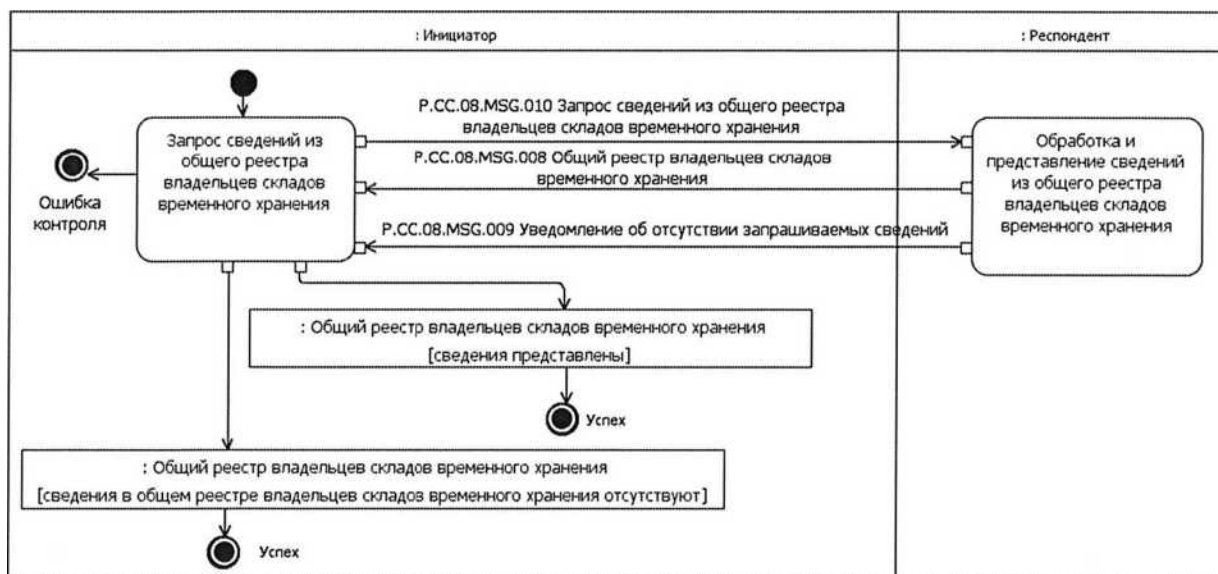 : Инициатор
: Респондент
P.CC.08.MSG.010 Запрос сведений из общего реестра
владельцев складов временного хранения
Запрос сведений из
общего реестра
владельцев складов
временного хранения
P.CC.08.MSG.008 Общий реестр владельцев складов
временного хранения
Обработка и
представление сведений
из общего реестра
владельцев складов
временного хранения
Ошибка
контроля
P.CC.08.MSG.009 Уведомление об отсутствии запрашиваемых сведений
: Общий реестр владельцев складов временного хранения
[сведения представлены]
Успех
: Общий реестр владельцев складов временного хранения
[сведения в общем реестре владельцев складов временного хранения отсутствуют]
Успех